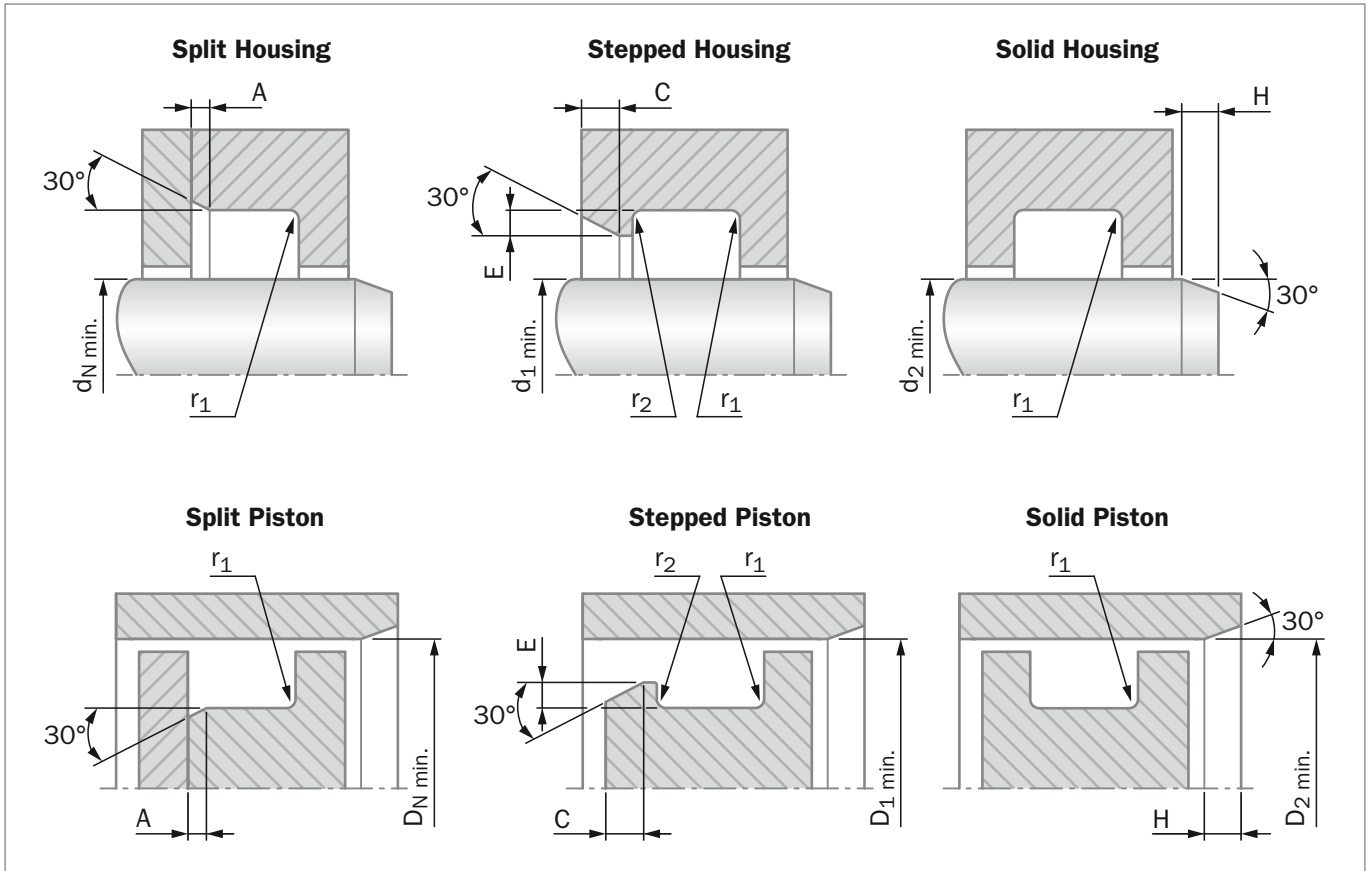 Split Housing
Stepped Housing
Solid Housing
A
C
H
30°
30°
E
30°
dN min.
d1 min.
d2 min.
r1
r2
r1
r1
Split Piston
Stepped Piston
Solid Piston
r1
r2
r1
r1
30°
E
30°
30°
DN min.
D1 min.
D2 min.
A
C
H